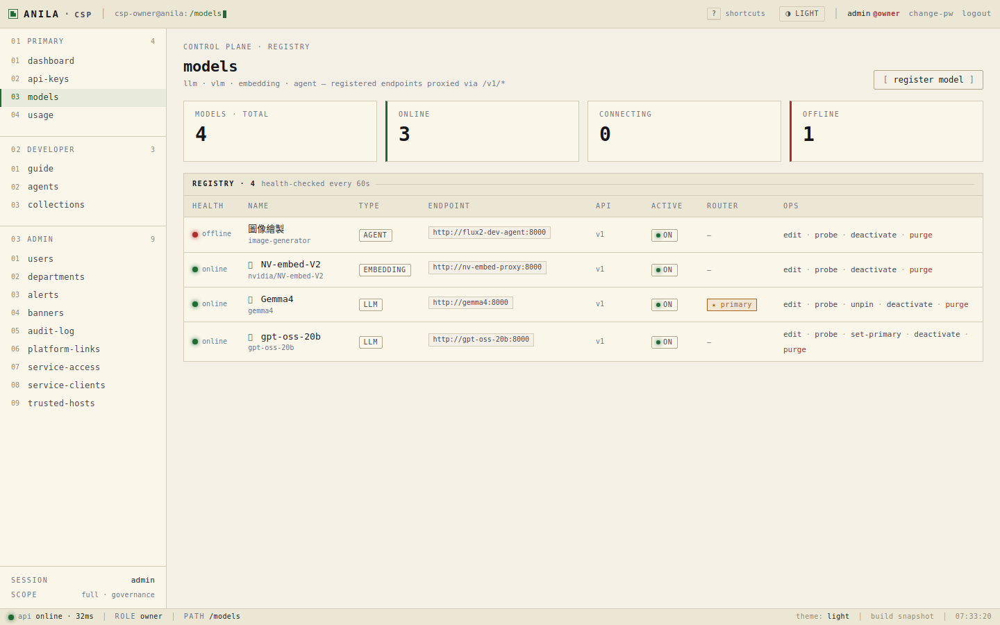 ANILA · CSP | csp-owner@anila:/models
? shortcuts ◑ LIGHT | admin @owner change-pw logout
01 PRIMARY 4
01 dashboard
02 api-keys
03 models
04 usage
02 DEVELOPER 3
01 guide
02 agents
03 collections
03 ADMIN 9
01 users
02 departments
03 alerts
04 banners
05 audit-log
06 platform-links
07 service-access
08 service-clients
09 trusted-hosts
SESSION admin
SCOPE full · governance
CONTROL PLANE · REGISTRY
models
llm · vlm · embedding · agent — registered endpoints proxied via /v1/*
[ register model ]
MODELS · TOTAL
4
ONLINE
3
CONNECTING
0
OFFLINE
1
REGISTRY · 4 health-checked every 60s
HEALTH NAME TYPE ENDPOINT API ACTIVE ROUTER OPS
offline 圖像繪製 AGENT http://flux2-dev-agent:8000 v1 ON — edit · probe · deactivate · purge
image-generator
online NV-embed-V2 EMBEDDING http://nv-embed-proxy:8000 v1 ON — edit · probe · deactivate · purge
nvidia/NV-embed-V2
online Gemma4 LLM http://gemma4:8000 v1 ON ★ primary edit · probe · unpin · deactivate · purge
gemma4
online gpt-oss-20b LLM http://gpt-oss-20b:8000 v1 ON — edit · probe · set-primary · deactivate ·
gpt-oss-20b purge
api online · 32ms | ROLE owner | PATH /models
theme: light | build snapshot | 07:33:20